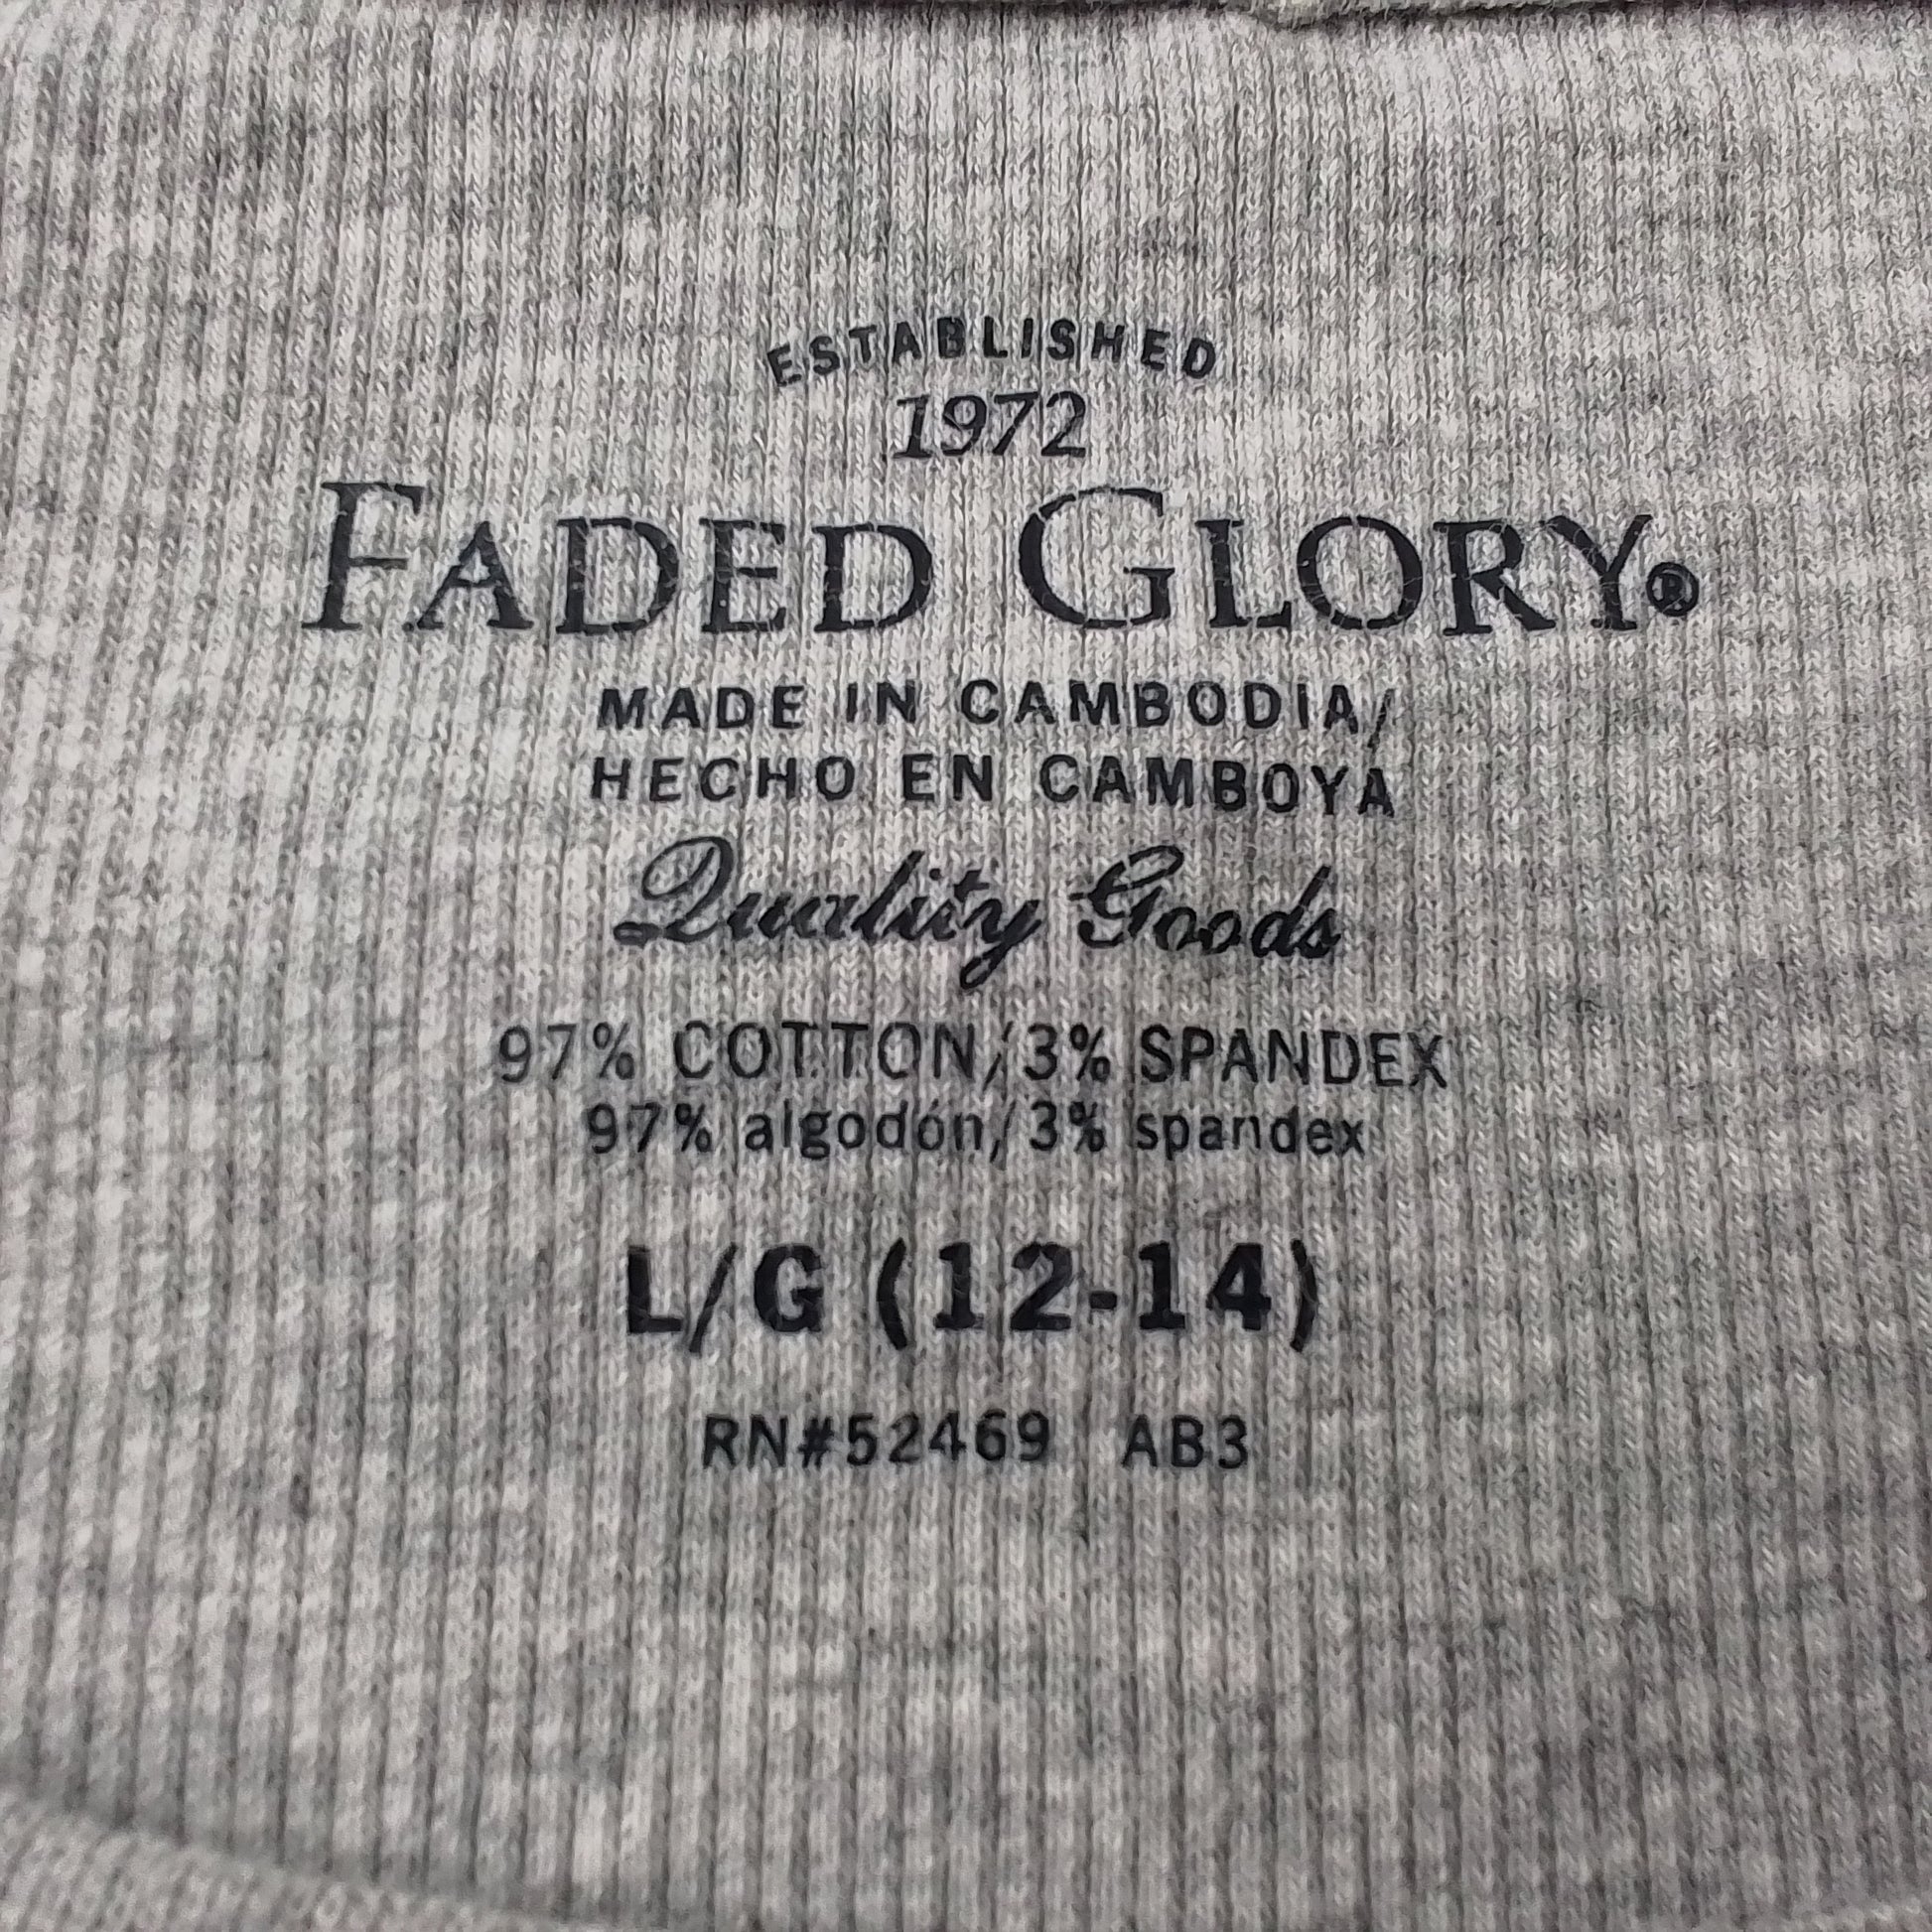 ESTABLISHED
1972
FADED GLORY®
MADE IN CAMBODIA/
HECHO EN CAMBOYA
Quality Goods
97% COTTON/3% SPANDEX
97% algodón/3% spandex
L/G (12-14)
RN#52469 AB3